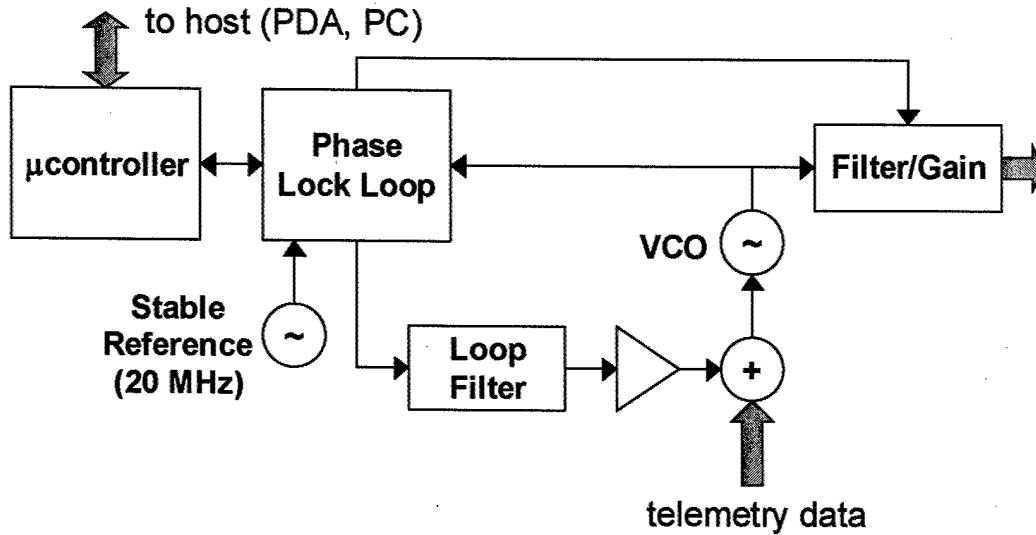 to host (PDA, PC)
μcontroller
Phase
Lock Loop
Filter/Gain
~
VCO
Stable
Reference
(20 MHz)
~
Loop
Filter
+
telemetry data